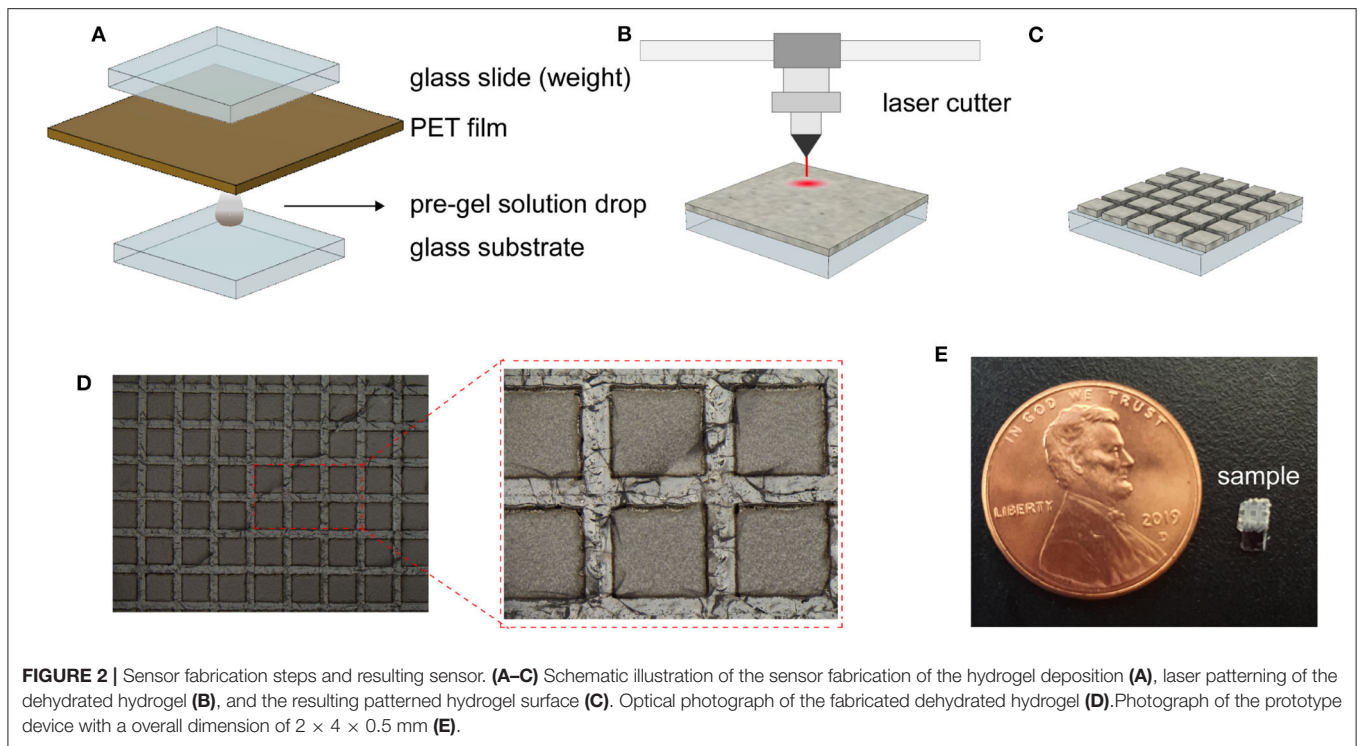 A
glass slide (weight)
PET film
pre-gel solution drop
glass substrate
B
laser cutter
C
D
E
IN GOD WE TRUST
LIBERTY
2019
D
sample
FIGURE 2 | Sensor fabrication steps and resulting sensor. (A–C) Schematic illustration of the sensor fabrication of the hydrogel deposition (A), laser patterning of the
dehydrated hydrogel (B), and the resulting patterned hydrogel surface (C). Optical photograph of the fabricated dehydrated hydrogel (D).Photograph of the prototype
device with a overall dimension of 2 × 4 × 0.5 mm (E).